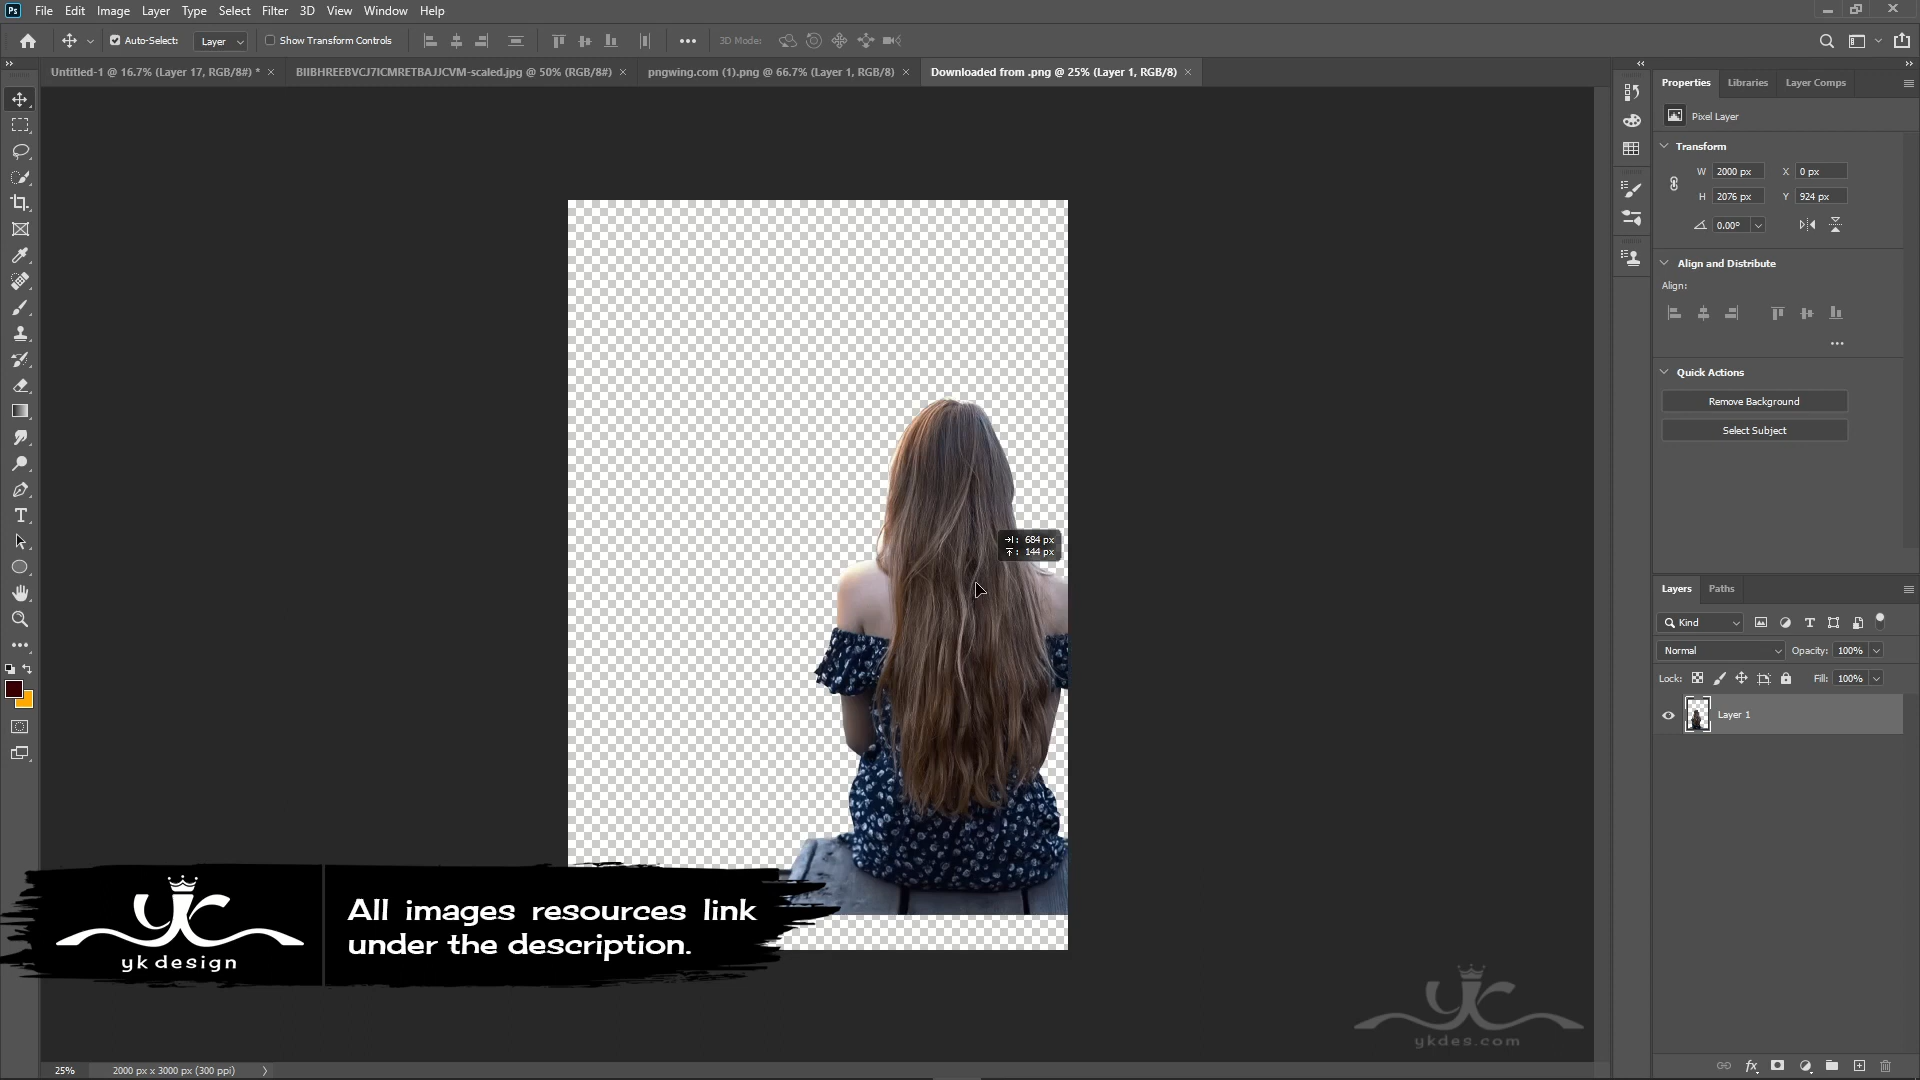 Ps File Edit Image Layer Type Select Filter 3D View Window Help
Auto-Select: Layer Show Transform Controls 3D Mode:
Untitled-1 @ 16.7% (Layer 17, RGB/8#) * BIIBHREEBVCJ7ICMRETBAJJCVM-scaled.jpg @ 50% (RGB/8#) pngwing.com (1).png @ 66.7% (Layer 1, RGB/8) Downloaded from .png @ 25% (Layer 1, RGB/8)
Properties Libraries Layer Comps
Pixel Layer
Transform
W 2000 px X 0 px
H 2076 px Y 924 px
0.00°
Align and Distribute
Align:
Quick Actions
Remove Background
Select Subject
684 px
144 px
Layers Paths
Kind
Normal Opacity: 100%
Lock: Fill: 100%
Layer 1
yk design
All images resources link
under the description.
ykdes.com
25% 2000 px x 3000 px (300 ppi)